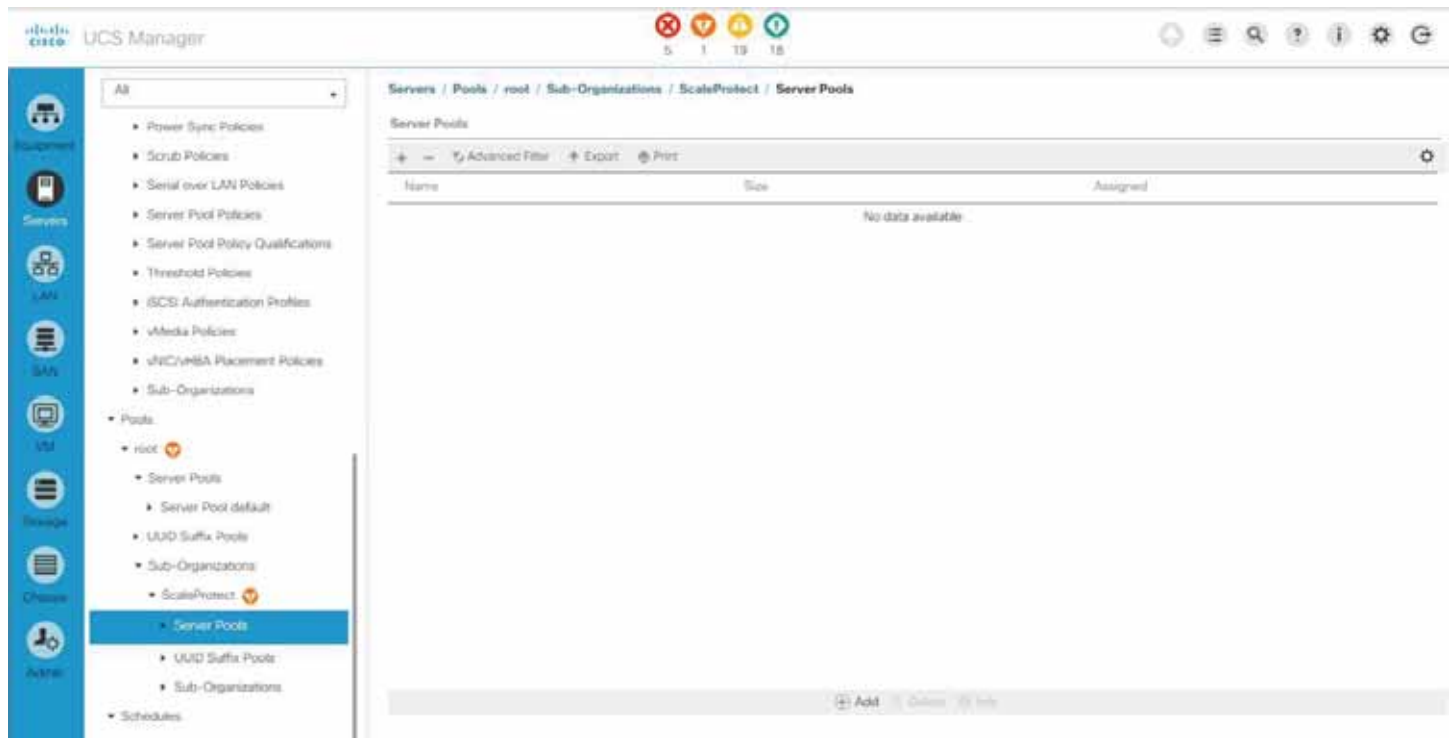 cisco UCS Manager
5 1 19 18
Equipment
Servers
LAN
SAN
VM
Storage
Chassis
Admin
All
Power Sync Policies
Scrub Policies
Serial over LAN Policies
Server Pool Policies
Server Pool Policy Qualifications
Threshold Policies
iSCSI Authentication Profiles
vMedia Policies
vNIC/vHBA Placement Policies
Sub-Organizations
Pools
root
Server Pools
Server Pool default
UUID Suffix Pools
Sub-Organizations
ScaleProtect
Server Pools
UUID Suffix Pools
Sub-Organizations
Schedules
Servers / Pools / root / Sub-Organizations / ScaleProtect / Server Pools
Server Pools
+ − Advanced Filter Export Print
Name Size Assigned
No data available
Add Delete Info